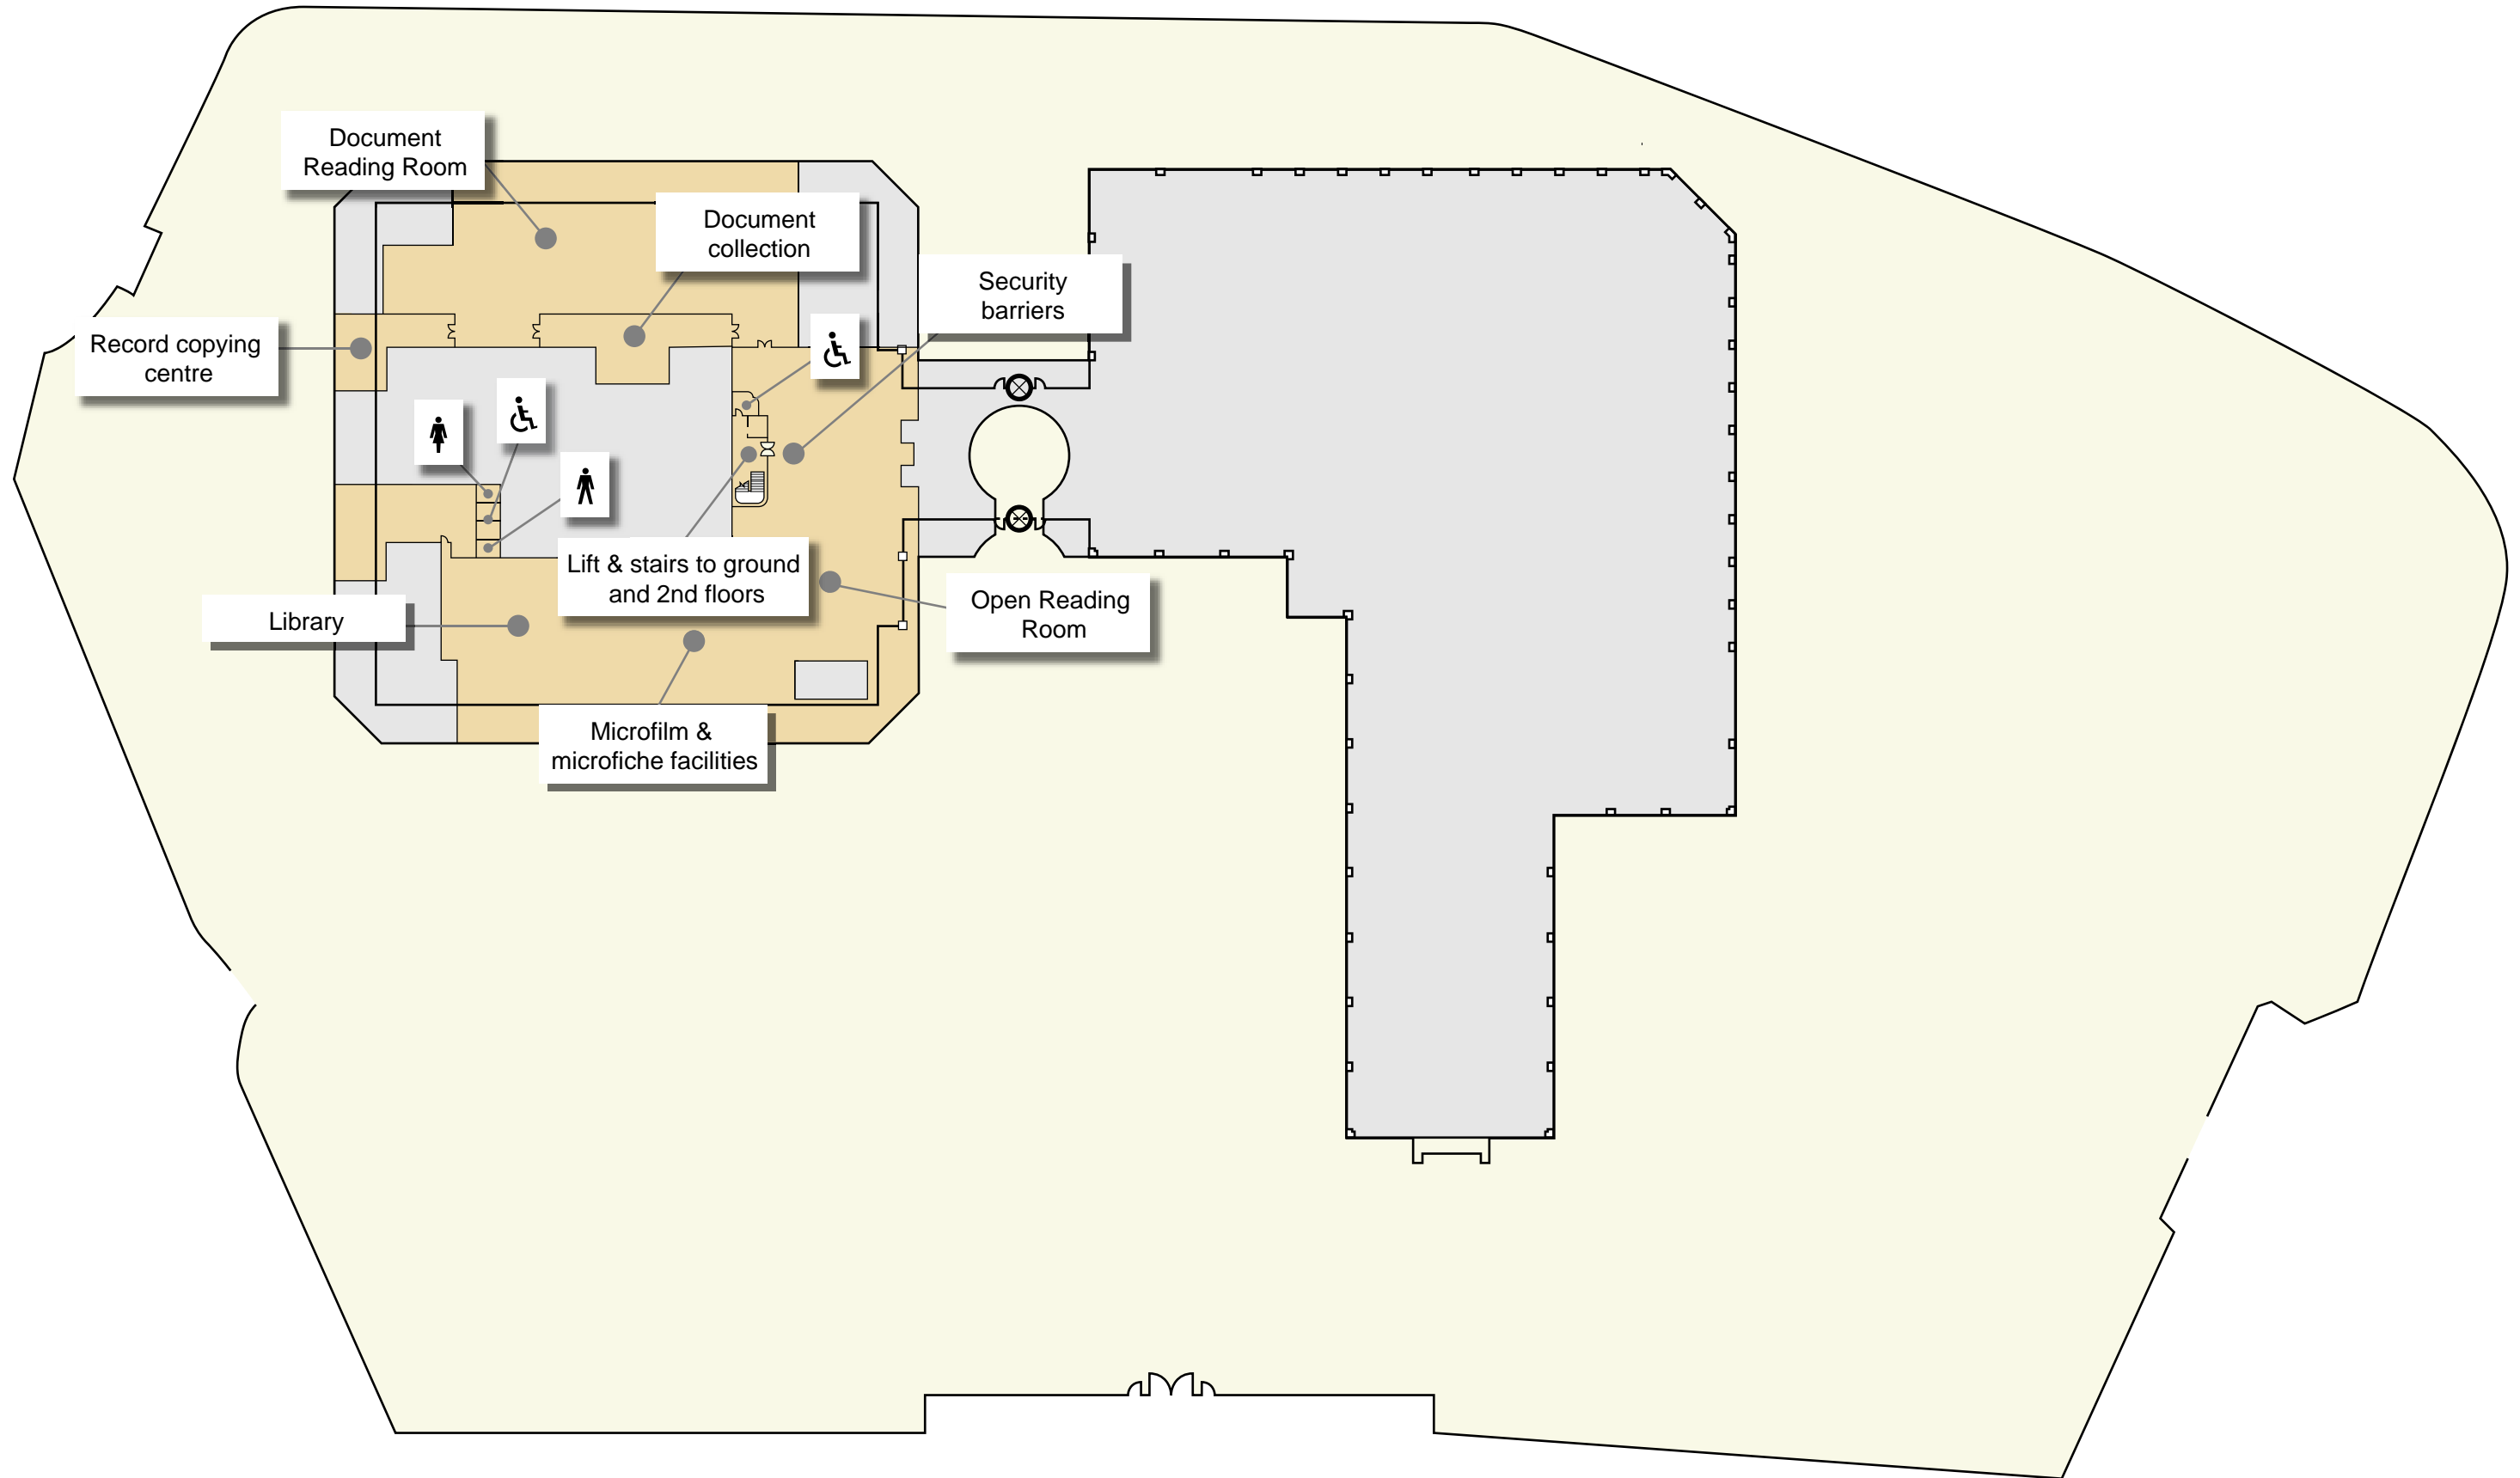 Document
Reading Room
Document
collection
Security
barriers
Record copying
centre
Lift & stairs to ground
and 2nd floors
Open Reading
Room
Library
Microfilm &
microfiche facilities